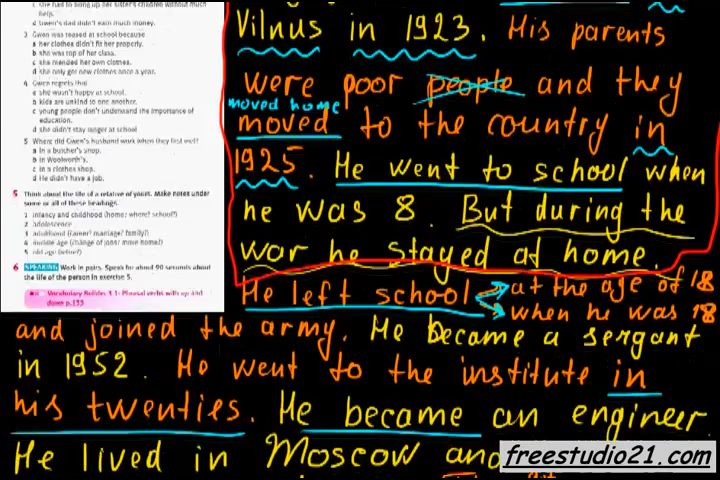 c she had to bring up her sister's children without much
help.
d Gwen's dad didn't earn much money.
3 Gwen was teased at school because
a her clothes didn't fit her properly.
b she was top of her class.
c she mended her own clothes.
d she only got new clothes once a year.
4 Gwen regrets that
a she wasn't happy at school.
b kids are unkind to one another.
c young people don't understand the importance of
education.
d she didn't stay longer at school
5 Where did Gwen's husband work when they first met?
a In a butcher's shop.
b In Woolworth's.
c In a clothes shop.
d He didn't have a job.
5 Think about the life of a relative of yours. Make notes under
some or all of these headings.
1 infancy and childhood (home: where? school?)
2 adolescence
3 adulthood (career? marriage? family?)
4 middle age (change of job? move home?)
5 old age (active?)
6 SPEAKING Work in pairs. Speak for about 90 seconds about
the life of the person in exercise 5.
Vocabulary Builder 3.1: Phrasal verbs with up and
down p.133
Vilnus in 1923. His parents
were poor people and they
moved home
moved to the country in
1925. He went to school when
he was 8. But during the
war he stayed at home.
He left school at the age of 18
when he was 18
and joined the army. He became a sergant
in 1952. He went to the institute in
his twenties. He became an engineer.
He lived in Moscow and
freestudio21.com